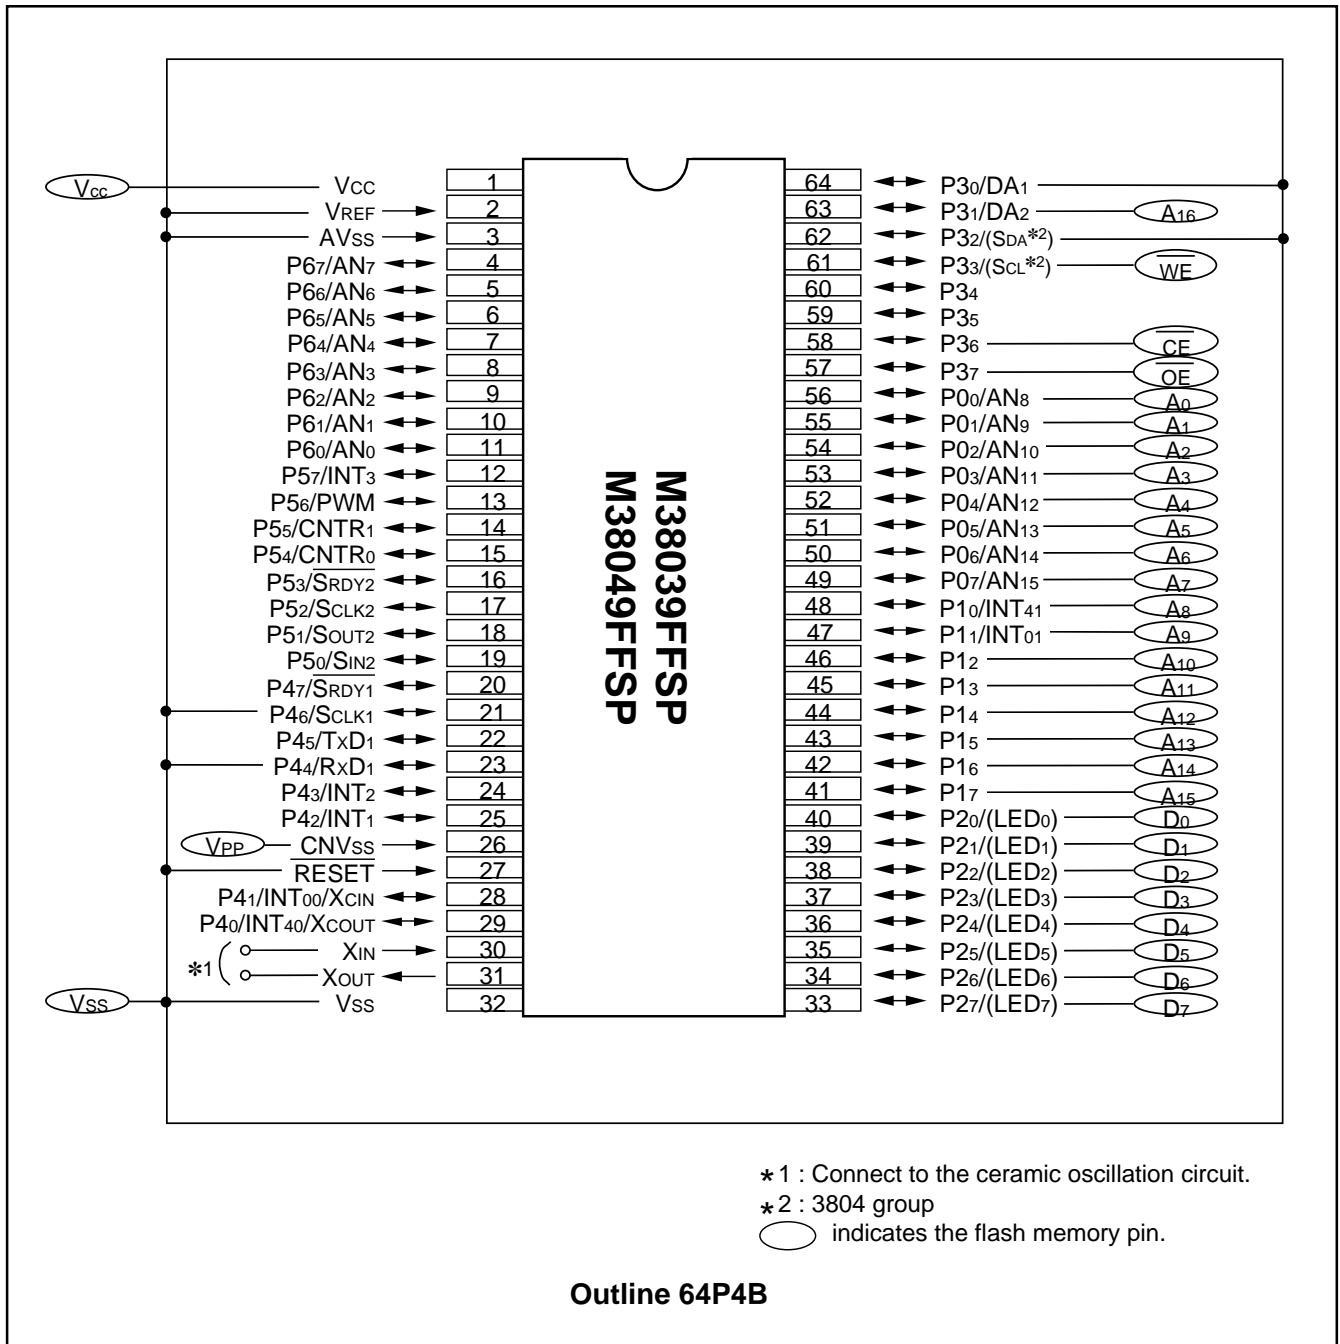 Vcc VCC 1 64 P30/DA1
VREF 2 63 P31/DA2 A16
AVSS 3 62 P32/(SDA*2)
P67/AN7 4 61 P33/(SCL*2) WE
P66/AN6 5 60 P34
P65/AN5 6 59 P35
P64/AN4 7 58 P36 CE
P63/AN3 8 57 P37 OE
P62/AN2 9 56 P00/AN8 A0
P61/AN1 10 55 P01/AN9 A1
P60/AN0 11 54 P02/AN10 A2
P57/INT3 12 53 P03/AN11 A3
P56/PWM 13 52 P04/AN12 A4
P55/CNTR1 14 51 P05/AN13 A5
P54/CNTR0 15 50 P06/AN14 A6
P53/SRDY2 16 49 P07/AN15 A7
P52/SCLK2 17 48 P10/INT41 A8
P51/SOUT2 18 47 P11/INT01 A9
P50/SIN2 19 46 P12 A10
P47/SRDY1 20 45 P13 A11
P46/SCLK1 21 44 P14 A12
P45/TXD1 22 43 P15 A13
P44/RXD1 23 42 P16 A14
P43/INT2 24 41 P17 A15
P42/INT1 25 40 P20/(LED0) D0
VPP CNVSS 26 39 P21/(LED1) D1
RESET 27 38 P22/(LED2) D2
P41/INT00/XCIN 28 37 P23/(LED3) D3
P40/INT40/XCOUT 29 36 P24/(LED4) D4
XIN 30 35 P25/(LED5) D5
*1 XOUT 31 34 P26/(LED6) D6
VSS VSS 32 33 P27/(LED7) D7
M38039FFSP
M38049FFSP
*1 : Connect to the ceramic oscillation circuit.
*2 : 3804 group
indicates the flash memory pin.
Outline 64P4B